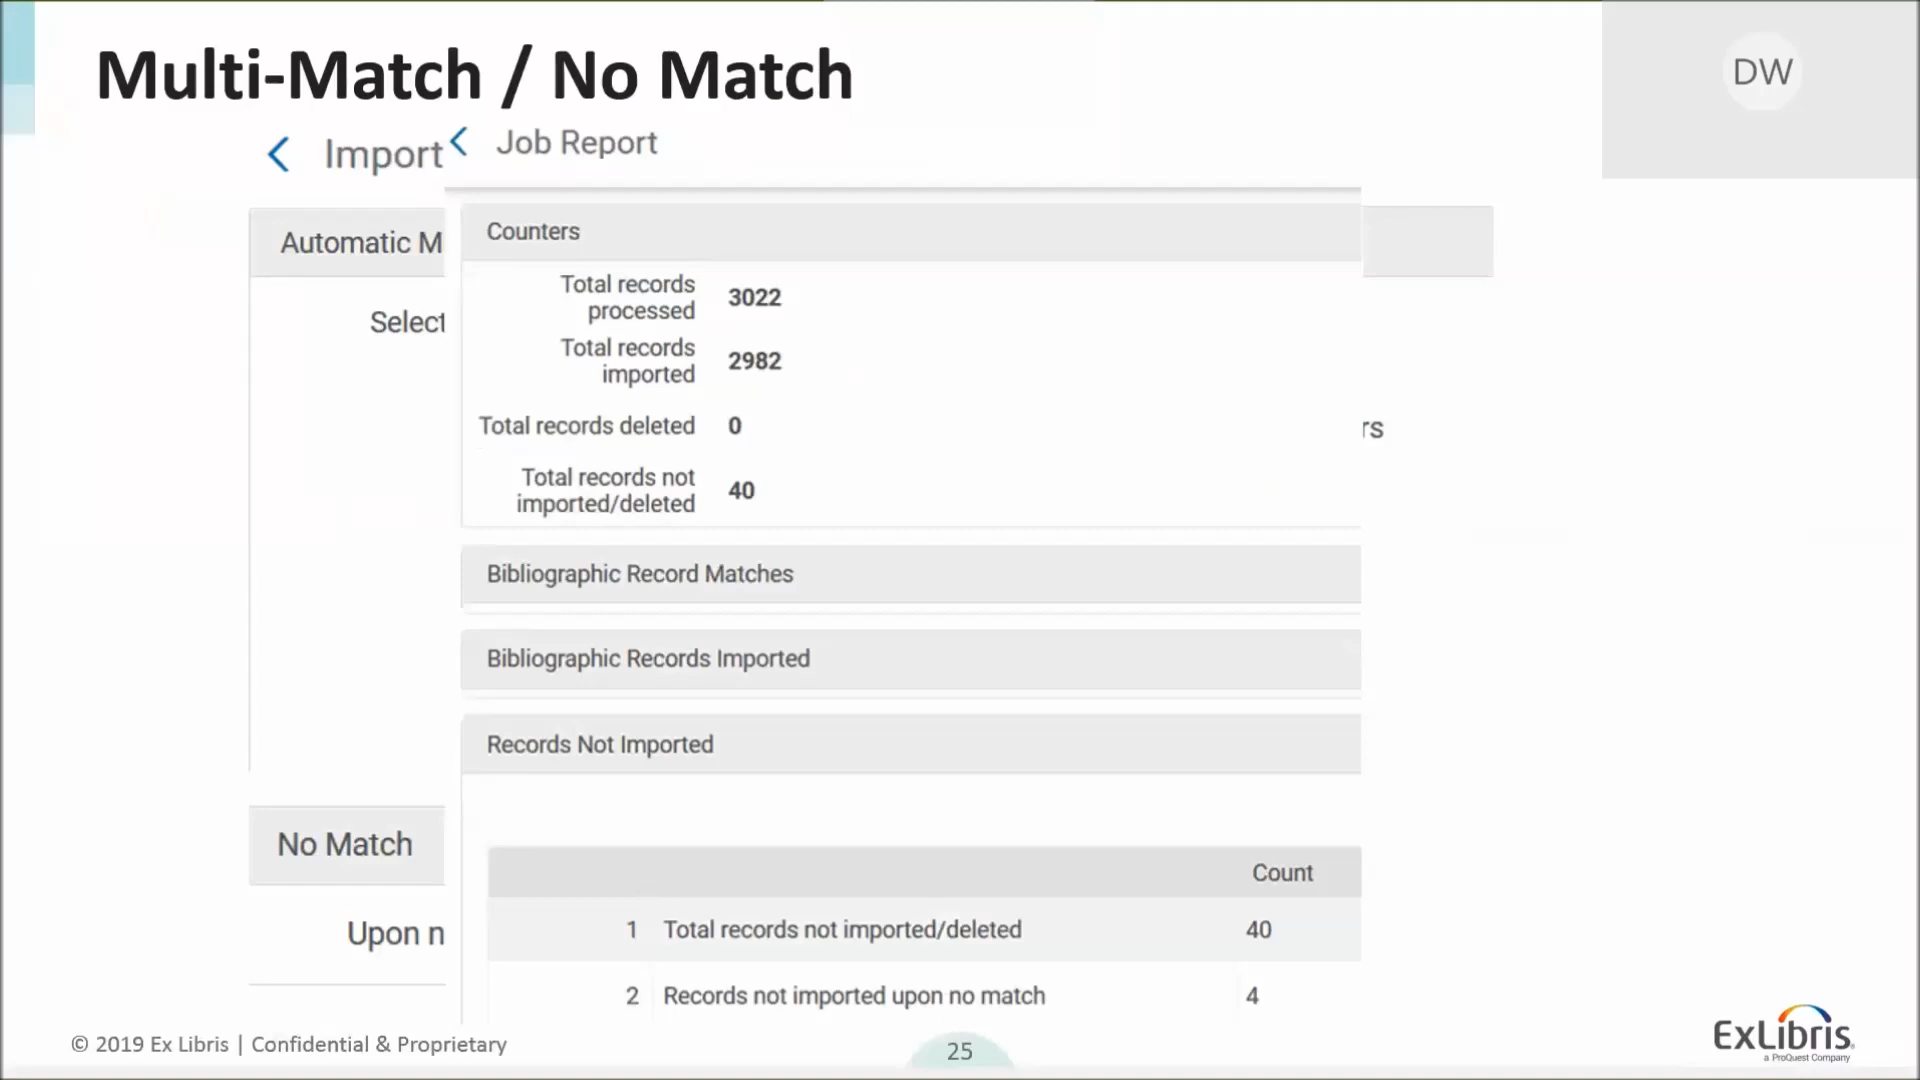 Multi-Match / No Match
DW
Import
Job Report
Automatic M
Counters
Select
Total records
processed
3022
Total records
imported
2982
Total records deleted
0
rs
Total records not
imported/deleted
40
Bibliographic Record Matches
Bibliographic Records Imported
Records Not Imported
No Match
Count
Upon n
1 Total records not imported/deleted 40
2 Records not imported upon no match 4
© 2019 Ex Libris | Confidential & Proprietary
25
ExLibris
a ProQuest Company